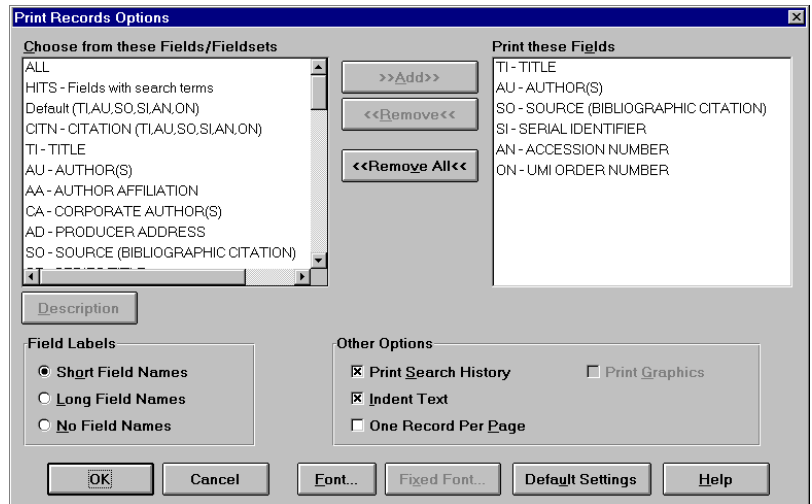 Print Records Options
Choose from these Fields/Fieldsets
ALL
HITS - Fields with search terms
Default (TI,AU,SO,SI,AN,ON)
CITN - CITATION (TI,AU,SO,SI,AN,ON)
TI - TITLE
AU - AUTHOR(S)
AA - AUTHOR AFFILIATION
CA - CORPORATE AUTHOR(S)
AD - PRODUCER ADDRESS
SO - SOURCE (BIBLIOGRAPHIC CITATION)
>>Add>>
<<Remove<<
<<Remove All<<
Print these Fields
TI - TITLE
AU - AUTHOR(S)
SO - SOURCE (BIBLIOGRAPHIC CITATION)
SI - SERIAL IDENTIFIER
AN - ACCESSION NUMBER
ON - UMI ORDER NUMBER
Description
Field Labels
Short Field Names
Long Field Names
No Field Names
Other Options
Print Search History
Print Graphics
Indent Text
One Record Per Page
OK
Cancel
Font...
Fixed Font...
Default Settings
Help